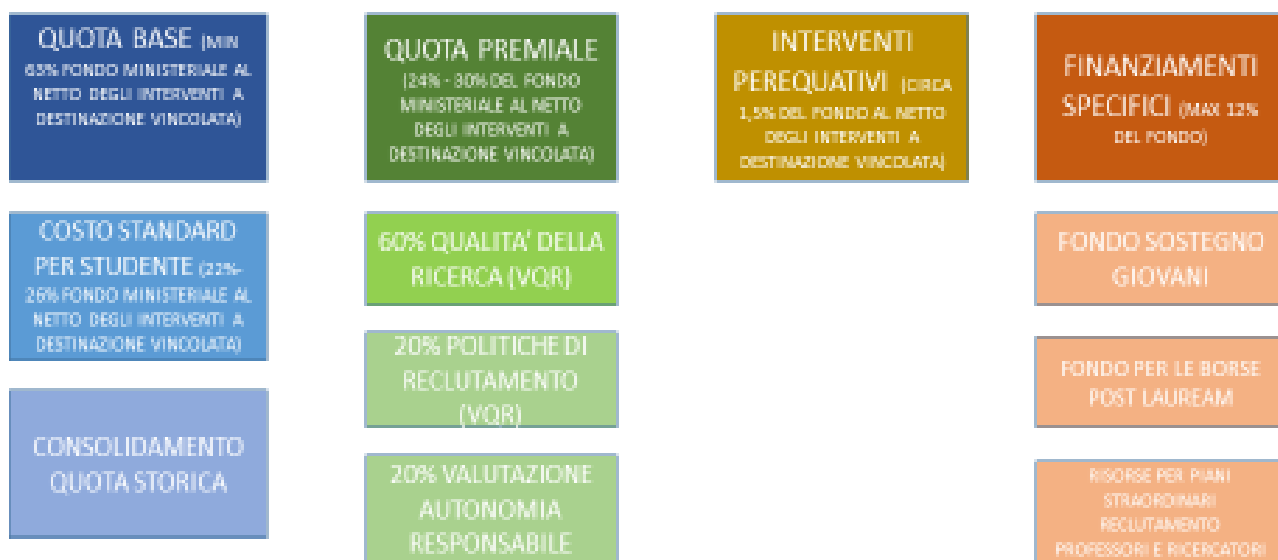 QUOTA BASE (MIN
65% FONDO MINISTERIALE AL
NETTO DEGLI INTERVENTI A
DESTINAZIONE VINCOLATA)
COSTO STANDARD
PER STUDENTE (22%-
26% FONDO MINISTERIALE AL
NETTO DEGLI INTERVENTI A
DESTINAZIONE VINCOLATA)
CONSOLIDAMENTO
QUOTA STORICA
QUOTA PREMIALE
(24% - 30% DEL FONDO
MINISTERIALE AL NETTO
DEGLI INTERVENTI A
DESTINAZIONE VINCOLATA)
60% QUALITA' DELLA
RICERCA (VQR)
20% POLITICHE DI
RECLUTAMENTO
(VQR)
20% VALUTAZIONE
AUTONOMIA
RESPONSABILE
INTERVENTI
PEREQUATIVI (CIRCA
1,5% DEL FONDO AL NETTO
DEGLI INTERVENTI A
DESTINAZIONE VINCOLATA)
FINANZIAMENTI
SPECIFICI (MAX 12%
DEL FONDO)
FONDO SOSTEGNO
GIOVANI
FONDO PER LE BORSE
POST LAUREAM
RISORSE PER PIANI
STRAORDINARI
RECLUTAMENTO
PROFESSORI E RICERCATORI